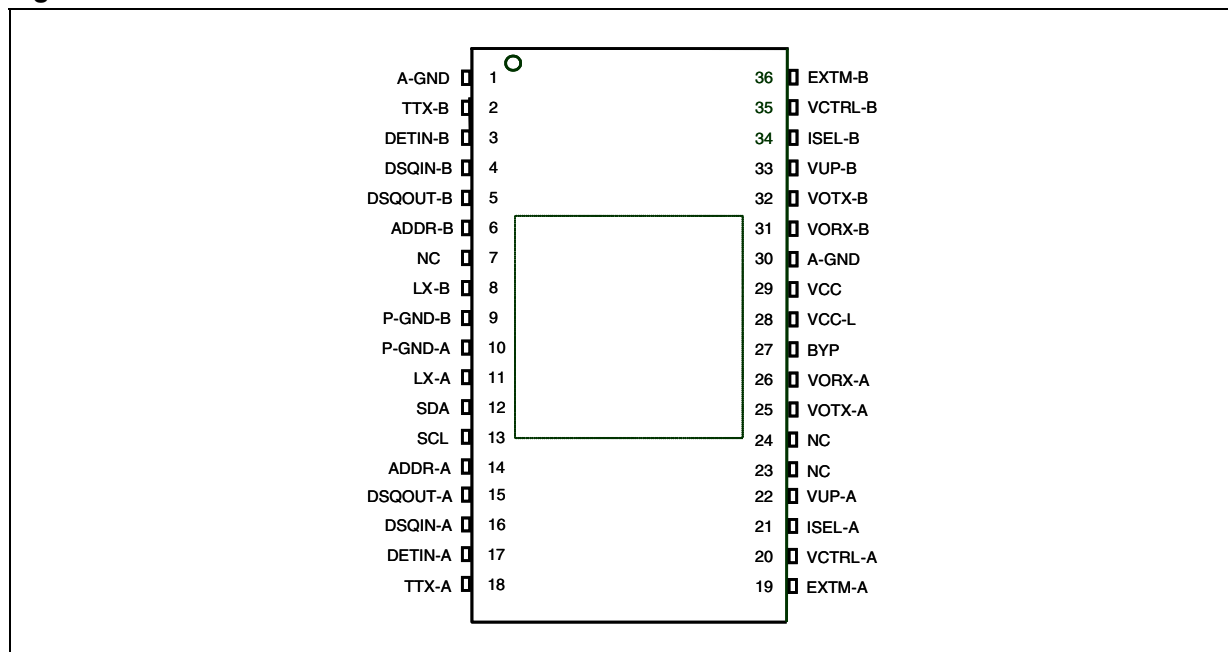 A-GND 1 36 EXTM-B
TTX-B 2 35 VCTRL-B
DETIN-B 3 34 ISEL-B
DSQIN-B 4 33 VUP-B
DSQOUT-B 5 32 VOTX-B
ADDR-B 6 31 VORX-B
NC 7 30 A-GND
LX-B 8 29 VCC
P-GND-B 9 28 VCC-L
P-GND-A 10 27 BYP
LX-A 11 26 VORX-A
SDA 12 25 VOTX-A
SCL 13 24 NC
ADDR-A 14 23 NC
DSQOUT-A 15 22 VUP-A
DSQIN-A 16 21 ISEL-A
DETIN-A 17 20 VCTRL-A
TTX-A 18 19 EXTM-A